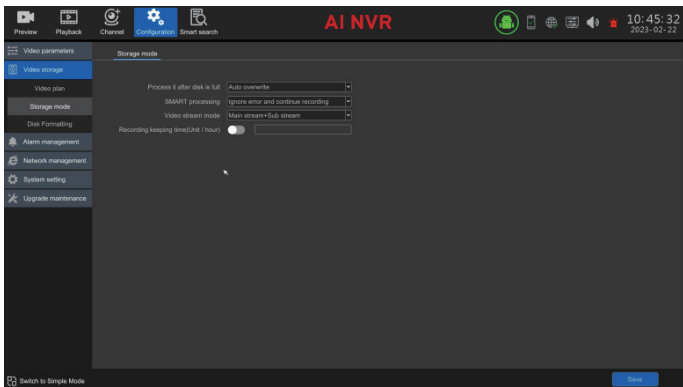 AI NVR
10:45:32
2023-02-22
Preview
Playback
Channel
Configuration
Smart search
Video parameters
Video storage
Video plan
Storage mode
Disk Formatting
Alarm management
Network management
System setting
Upgrade maintenance
Storage mode
Process it after disk is full Auto overwrite
SMART processing Ignore error and continue recording
Video stream mode Main stream+Sub stream
Recording keeping time(Unit / hour)
Switch to Simple Mode
Save